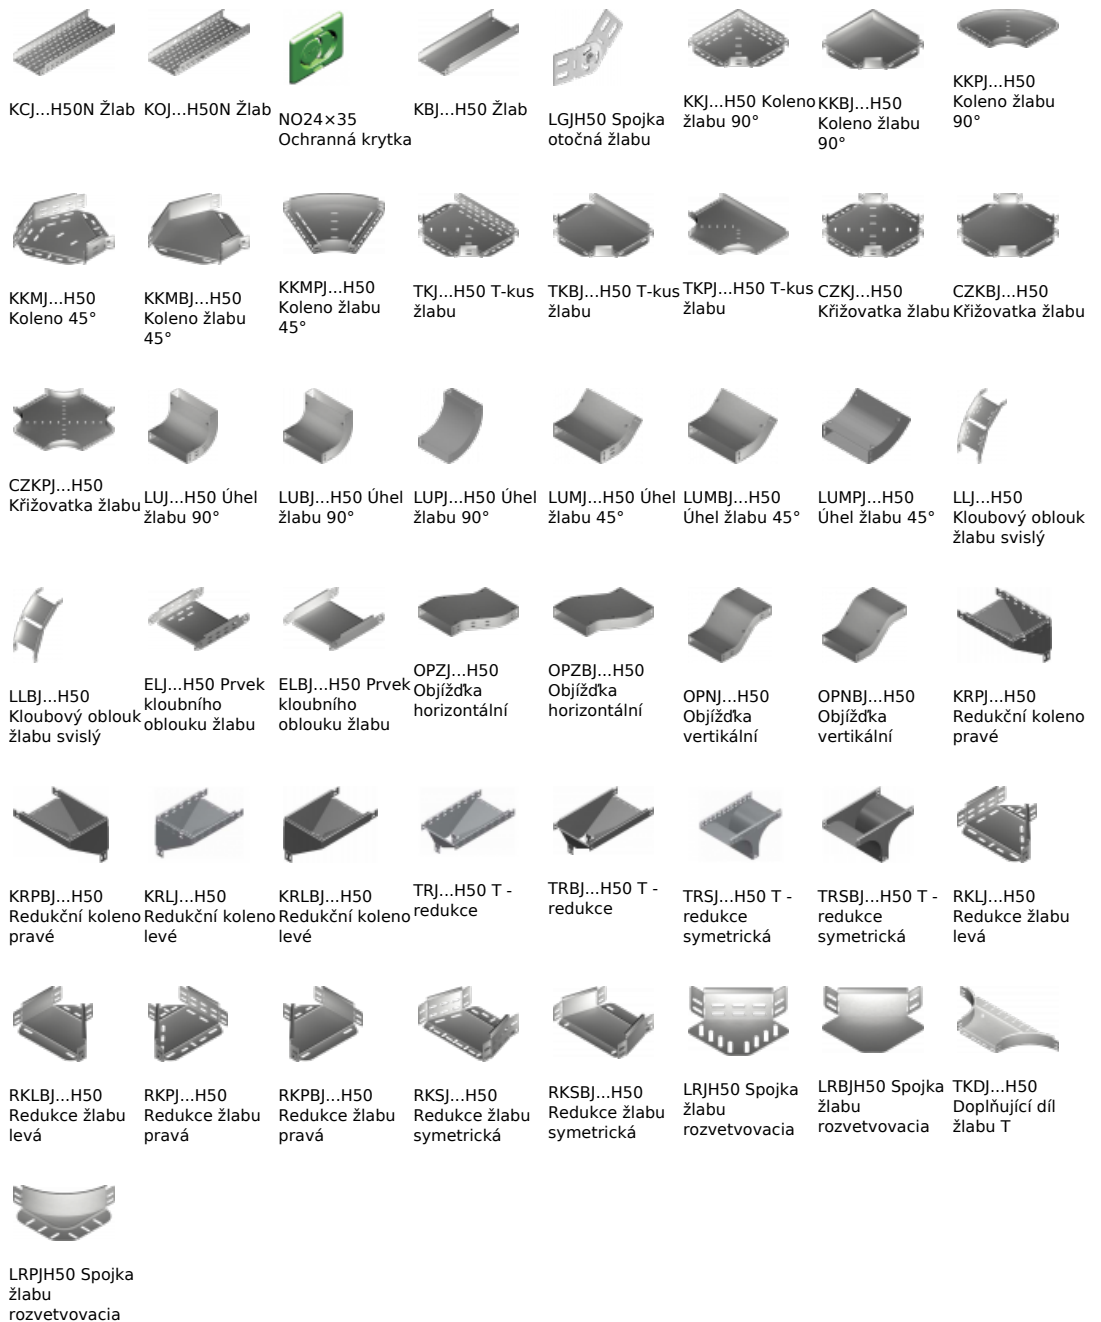 KCJ...H50N Žlab
KOJ...H50N Žlab
NO24×35
Ochranná krytka
KBJ...H50 Žlab
LGJH50 Spojka
otočná žlabu
KKJ...H50 Koleno
žlabu 90°
KKBJ...H50
Koleno žlabu
90°
KKPJ...H50
Koleno žlabu
90°
KKMJ...H50
Koleno 45°
KKMBJ...H50
Koleno žlabu
45°
KKMPJ...H50
Koleno žlabu
45°
TKJ...H50 T-kus
žlabu
TKBJ...H50 T-kus
žlabu
TKPJ...H50 T-kus
žlabu
CZKJ...H50
Křižovatka žlabu
CZKBJ...H50
Křižovatka žlabu
CZKPJ...H50
Křižovatka žlabu
LUJ...H50 Úhel
žlabu 90°
LUBJ...H50 Úhel
žlabu 90°
LUPJ...H50 Úhel
žlabu 90°
LUMJ...H50 Úhel
žlabu 45°
LUMBJ...H50
Úhel žlabu 45°
LUMPJ...H50
Úhel žlabu 45°
LLJ...H50
Kloubový oblouk
žlabu svislý
LLBJ...H50
Kloubový oblouk
žlabu svislý
ELJ...H50 Prvek
kloubního
oblouku žlabu
ELBJ...H50 Prvek
kloubního
oblouku žlabu
OPZJ...H50
Objížďka
horizontální
OPZBJ...H50
Objížďka
horizontální
OPNJ...H50
Objížďka
vertikální
OPNBJ...H50
Objížďka
vertikální
KRPJ...H50
Redukční koleno
pravé
KRPBJ...H50
Redukční koleno
pravé
KRLJ...H50
Redukční koleno
levé
KRLBJ...H50
Redukční koleno
levé
TRJ...H50 T -
redukce
TRBJ...H50 T -
redukce
TRSJ...H50 T -
redukce
symetrická
TRSBJ...H50 T -
redukce
symetrická
RKLJ...H50
Redukce žlabu
levá
RKLBJ...H50
Redukce žlabu
levá
RKPJ...H50
Redukce žlabu
pravá
RKPBJ...H50
Redukce žlabu
pravá
RKSJ...H50
Redukce žlabu
symetrická
RKSBJ...H50
Redukce žlabu
symetrická
LRJH50 Spojka
žlabu
rozvetvovacia
LRBJH50 Spojka
žlabu
rozvetvovacia
TKDJ...H50
Doplňující díl
žlabu T
LRPJH50 Spojka
žlabu
rozvetvovacia